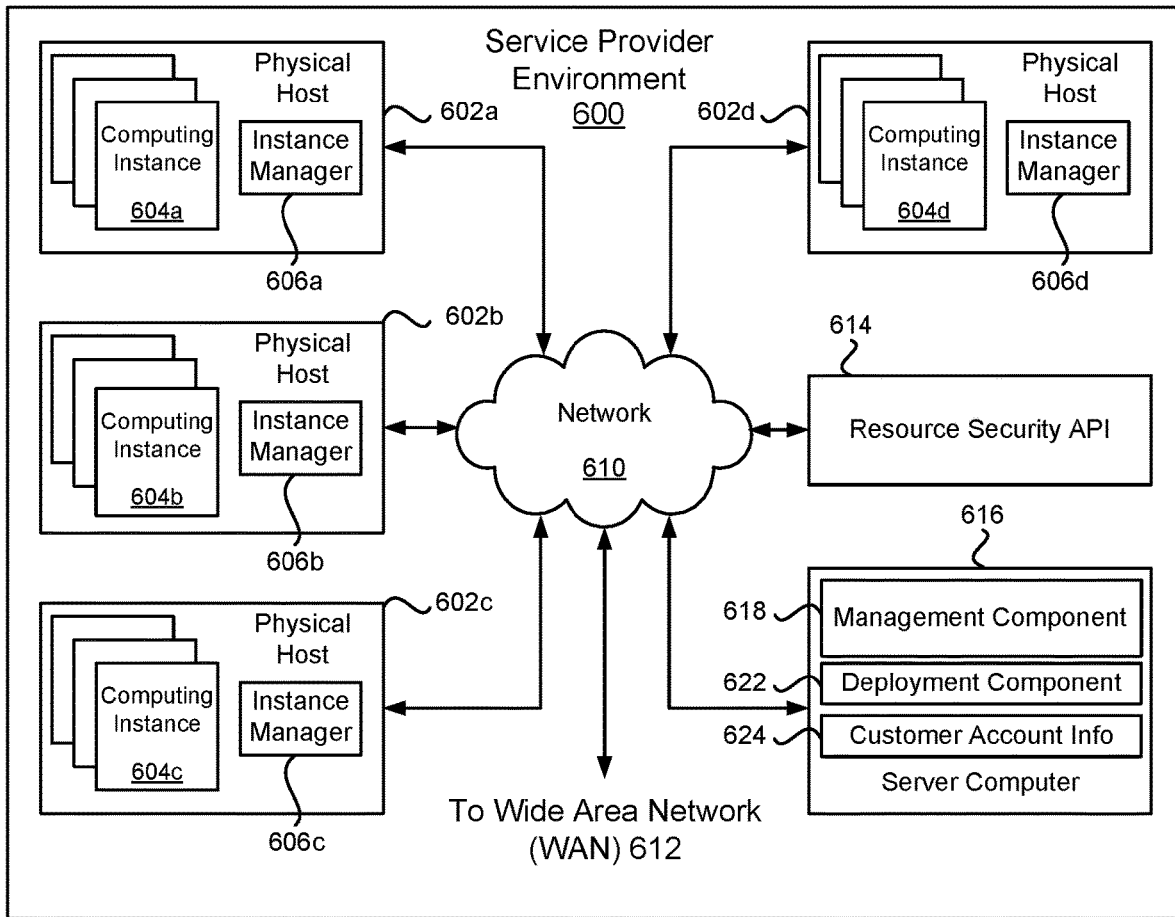 Service Provider
Environment
600
Physical
Host
602a
Computing
Instance
604a
Instance
Manager
606a
Physical
Host
602d
Computing
Instance
604d
Instance
Manager
606d
Physical
Host
602b
Computing
Instance
604b
Instance
Manager
606b
Network
610
614
Resource Security API
Physical
Host
602c
Computing
Instance
604c
Instance
Manager
606c
To Wide Area Network
(WAN) 612
616
618
Management Component
622
Deployment Component
624
Customer Account Info
Server Computer